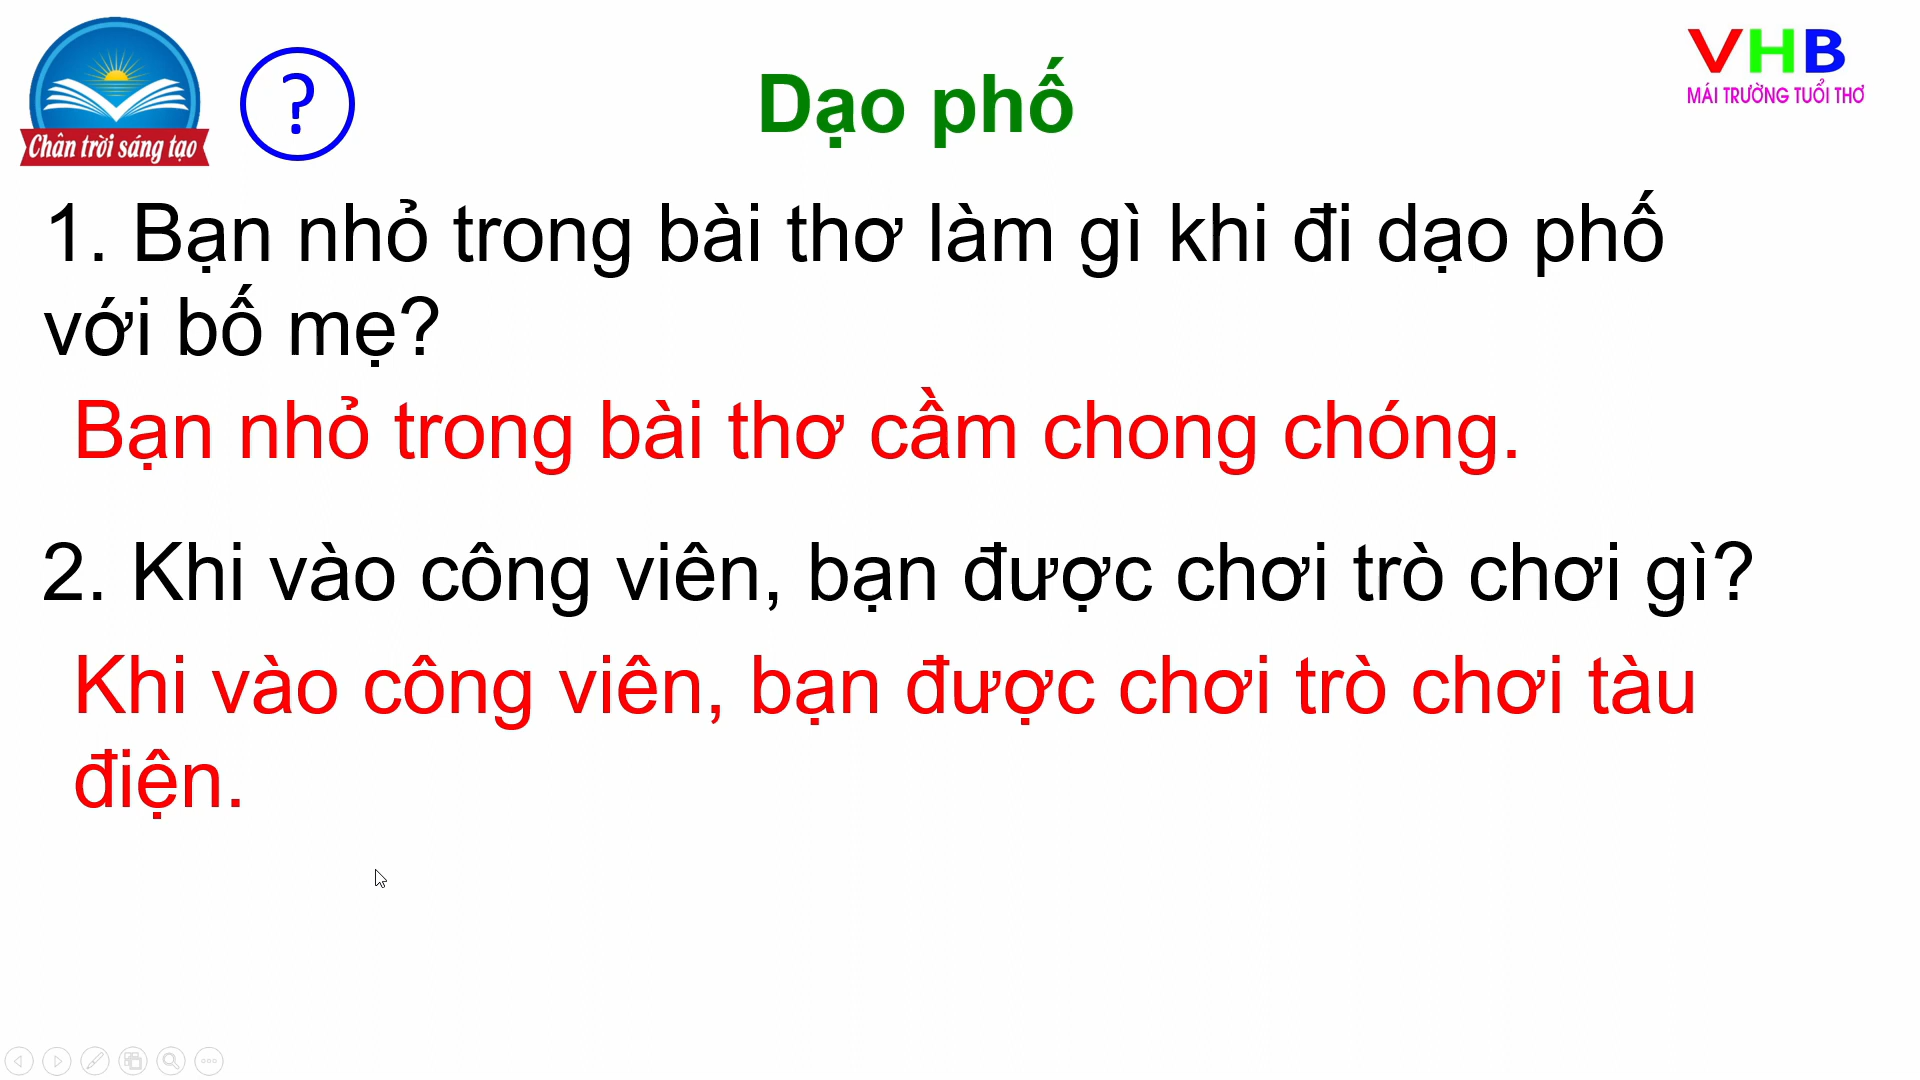 Chân trời sáng tạo
?
Dạo phố
VHB
MÁI TRƯỜNG TUỔI THƠ
1. Bạn nhỏ trong bài thơ làm gì khi đi dạo phố
với bố mẹ?
Bạn nhỏ trong bài thơ cầm chong chóng.
2. Khi vào công viên, bạn được chơi trò chơi gì?
Khi vào công viên, bạn được chơi trò chơi tàu
điện.